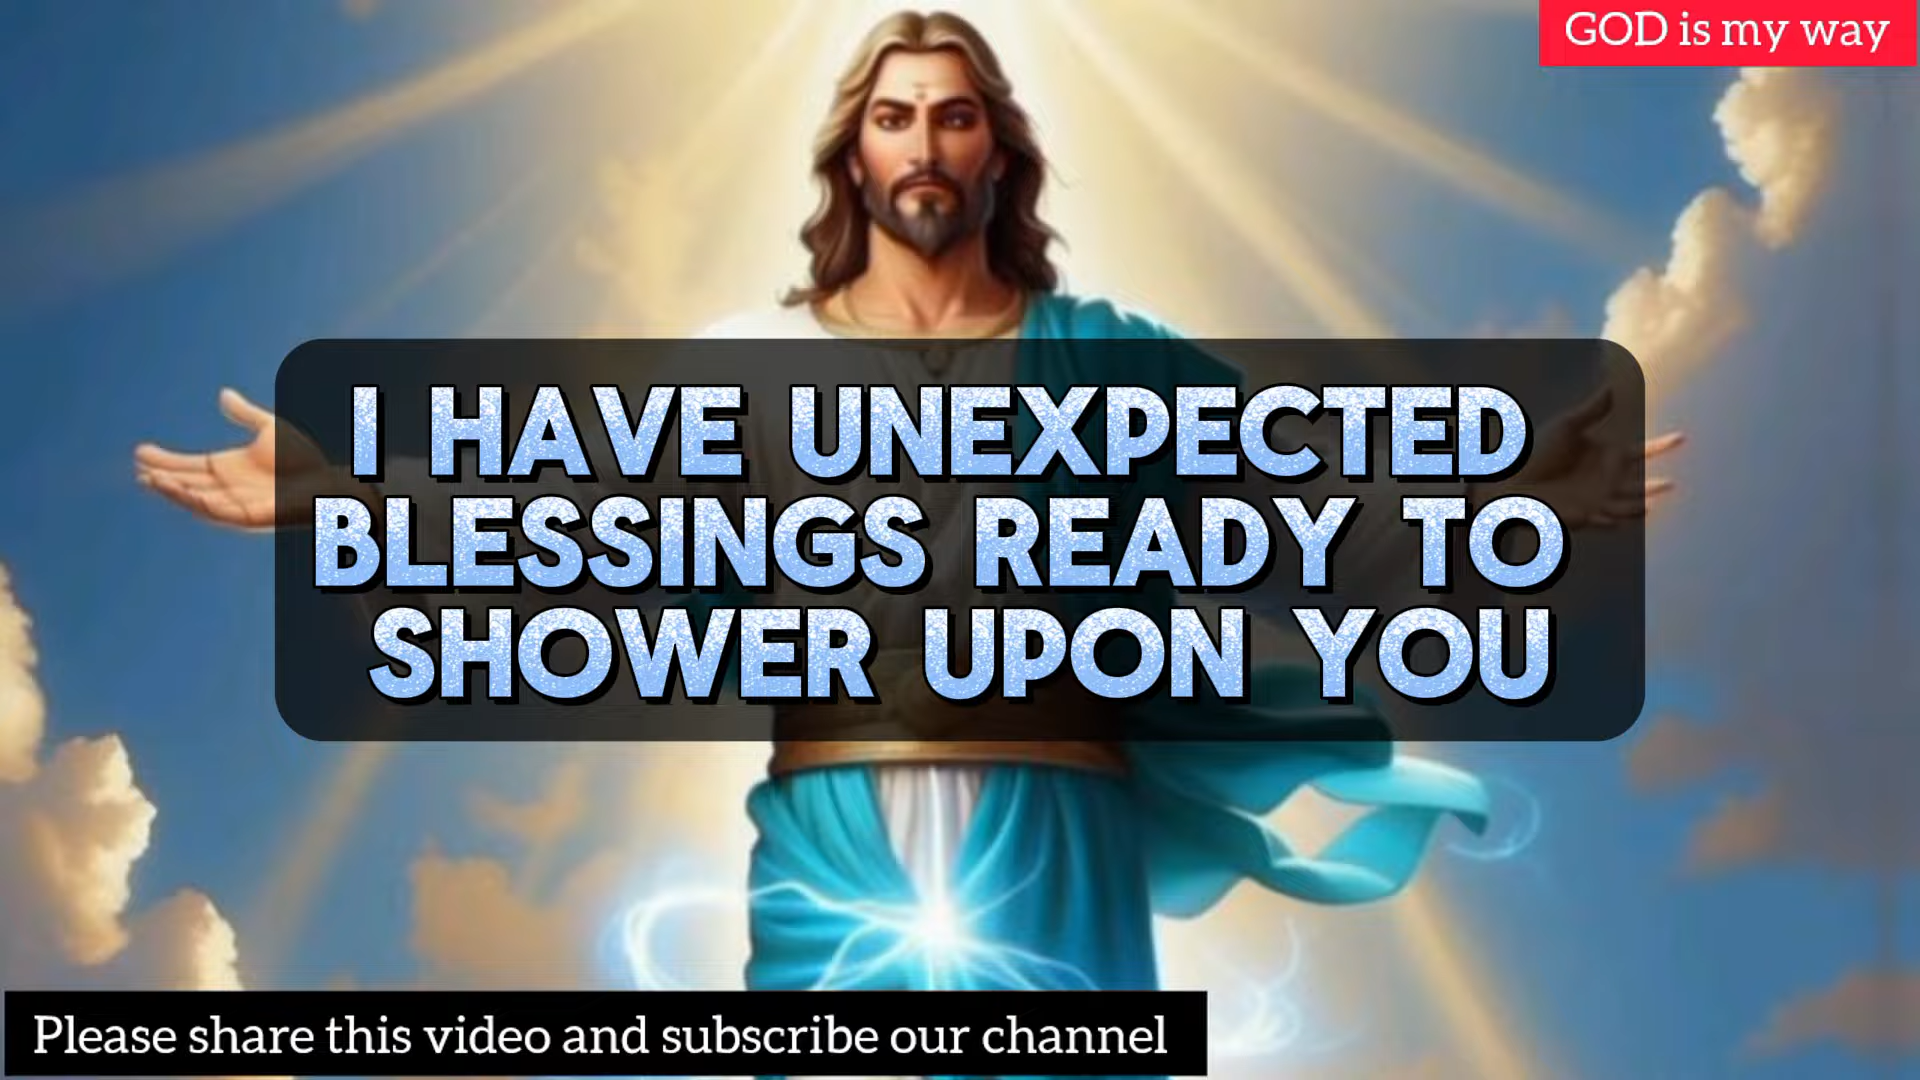 GOD is my way
I HAVE UNEXPECTED
BLESSINGS READY TO
SHOWER UPON YOU
Please share this video and subscribe our channel